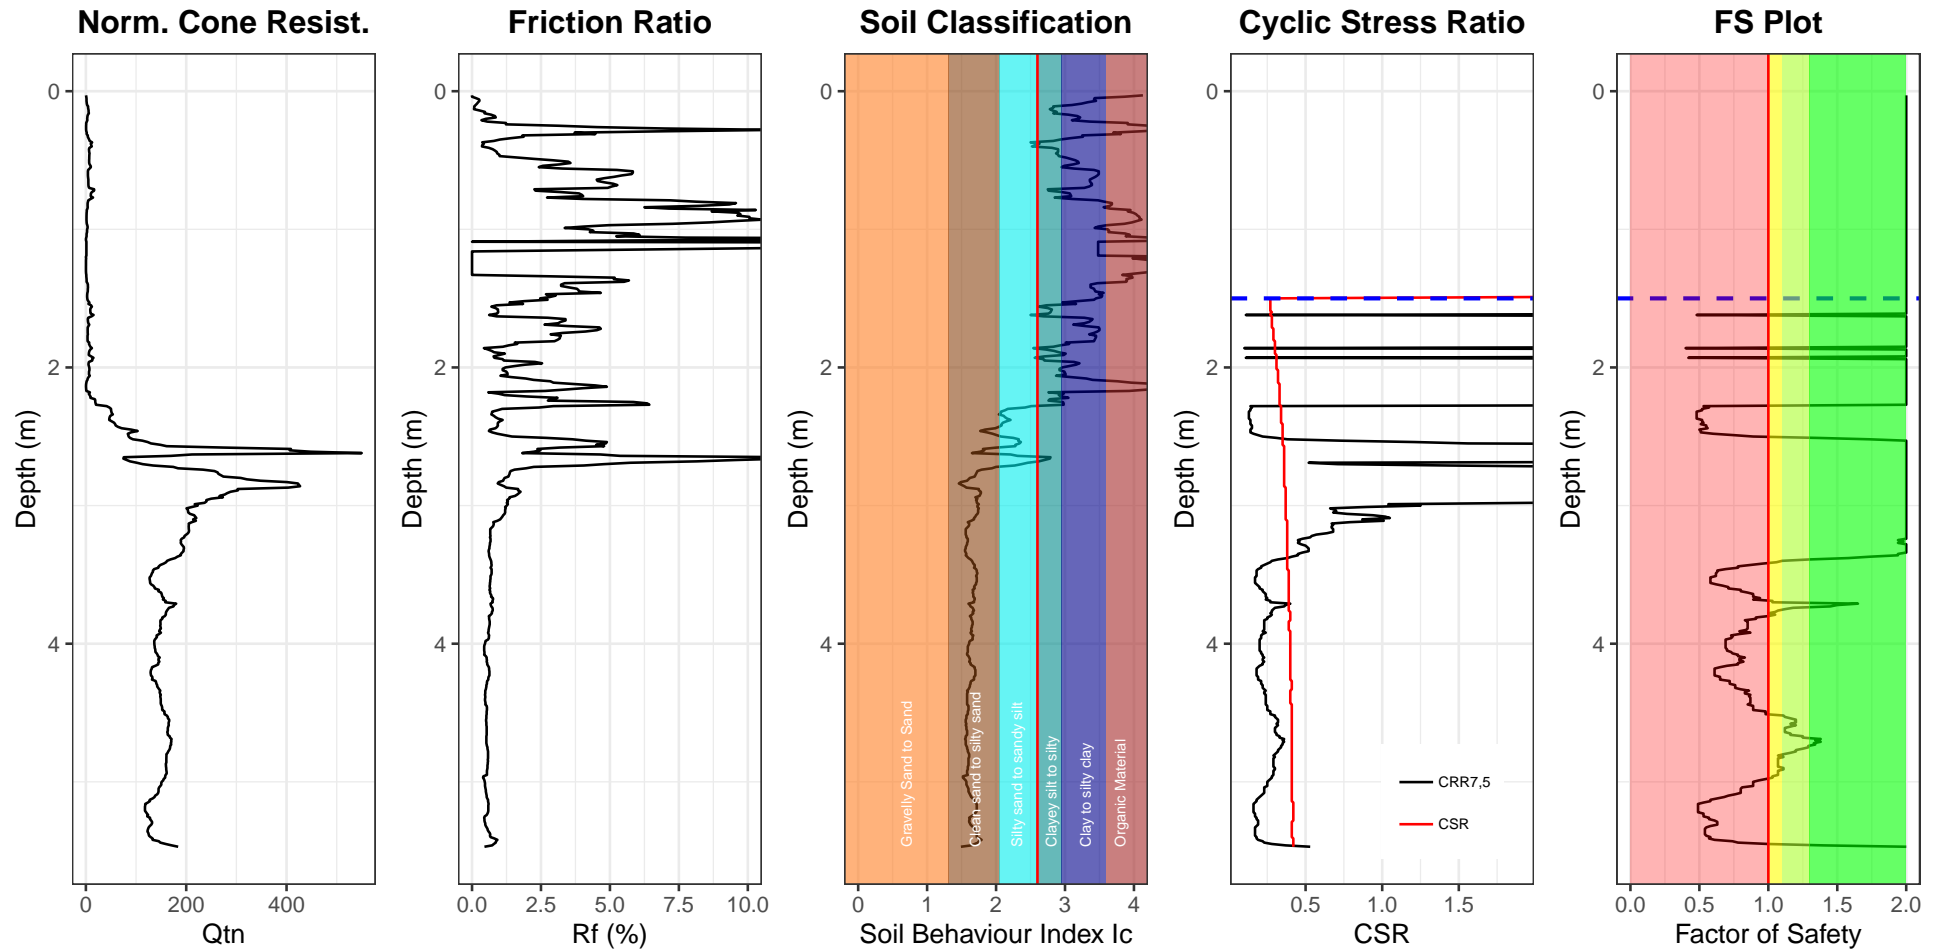 Norm. Cone Resist.
0
2
4
Depth (m)
0 200 400
Qtn
Friction Ratio
0
2
4
Depth (m)
0.0 2.5 5.0 7.5 10.0
Rf (%)
Soil Classification
0
2
4
Depth (m)
Gravelly Sand to Sand
Clean sand to silty sand
Silty sand to sandy silt
Clayey silt to silty
Clay to silty clay
Organic Material
0 1 2 3 4
Soil Behaviour Index Ic
Cyclic Stress Ratio
0
2
4
Depth (m)
CRR7,5
CSR
0.5 1.0 1.5
CSR
FS Plot
0
2
4
Depth (m)
0.0 0.5 1.0 1.5 2.0
Factor of Safety